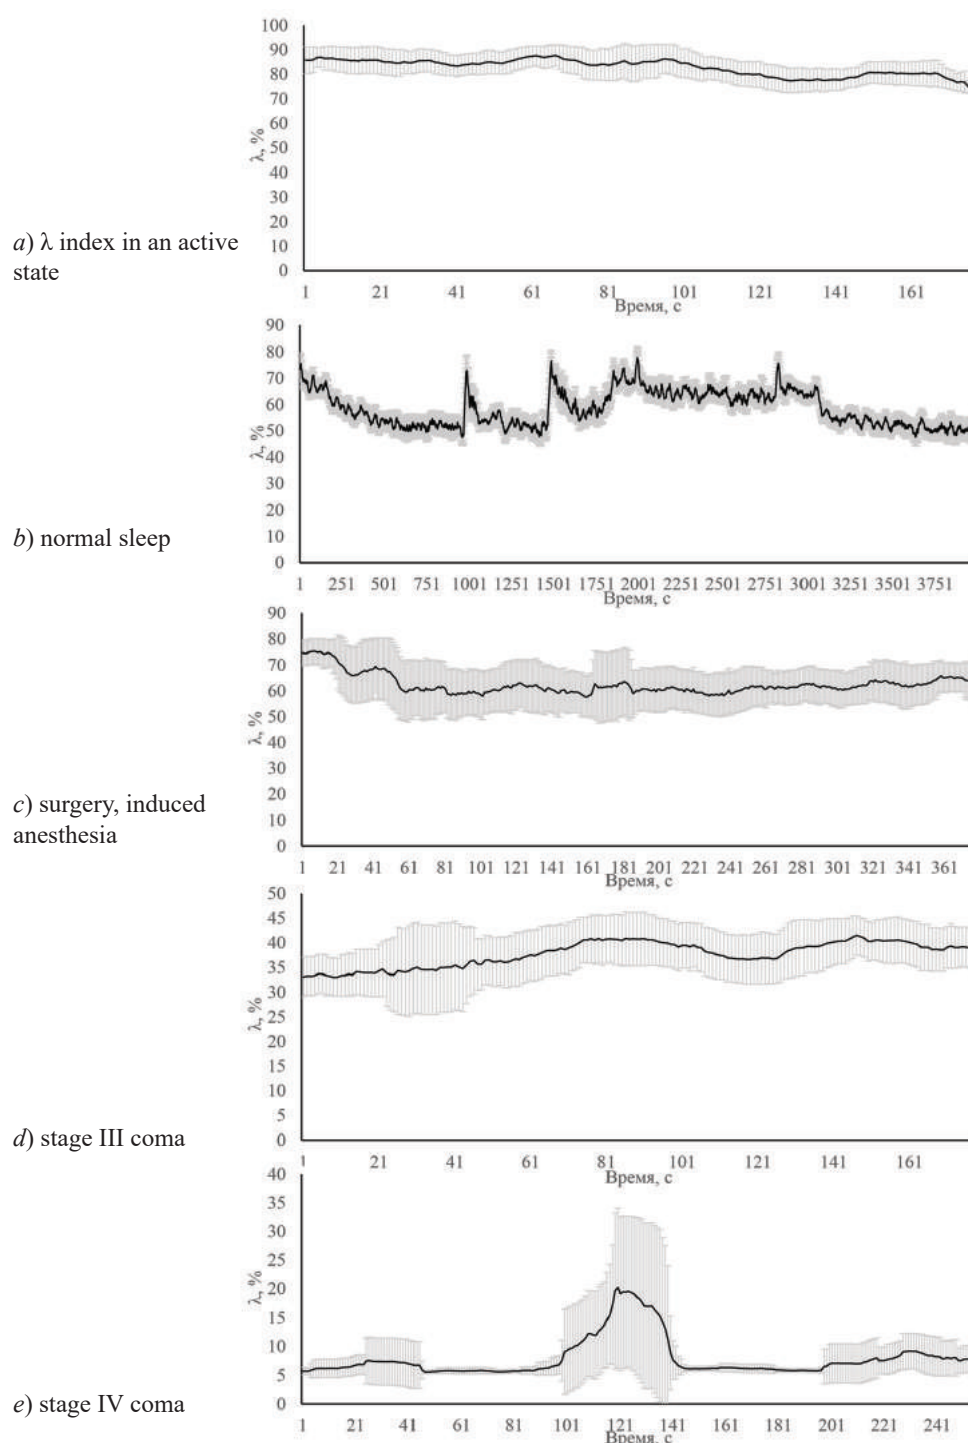 100
90
80
70
60
50
40
30
20
10
0
λ, %
1 21 41 61 81 101 121 141 161
Время, с
a) λ index in an active
state
90
80
70
60
50
40
30
20
10
0
λ, %
1 251 501 751 1001 1251 1501 1751 2001 2251 2501 2751 3001 3251 3501 3751
Время, с
b) normal sleep
90
80
70
60
50
40
30
20
10
0
λ, %
1 21 41 61 81 101 121 141 161 181 201 221 241 261 281 301 321 341 361
Время, с
c) surgery, induced
anesthesia
50
45
40
35
30
25
20
15
10
5
0
λ, %
1 21 41 61 81 101 121 141 161
Время, с
d) stage III coma
40
35
30
25
20
15
10
5
0
λ, %
1 21 41 61 81 101 121 141 161 181 201 221 241
Время, с
e) stage IV coma